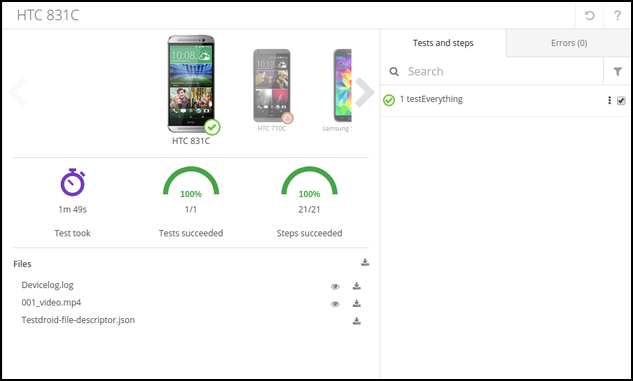 HTC 831C
?
Tests and steps
Errors (0)
Search
1 testEverything
10:08
HTC 831C
HTC 710C
samsung
1m 49s
Test took
100%
1/1
Tests succeeded
100%
21/21
Steps succeeded
Files
Devicelog.log
001_video.mp4
Testdroid-file-descriptor.json